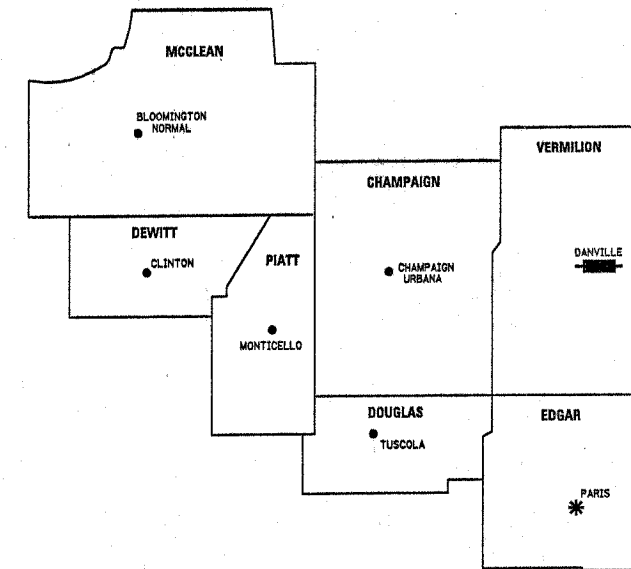 MCCLEAN
BLOOMINGTON
NORMAL
VERMILION
CHAMPAIGN
DEWITT
CLINTON
PIATT
DANVILLE
CHAMPAIGN
URBANA
MONTICELLO
DOUGLAS
EDGAR
TUSCOLA
PARIS